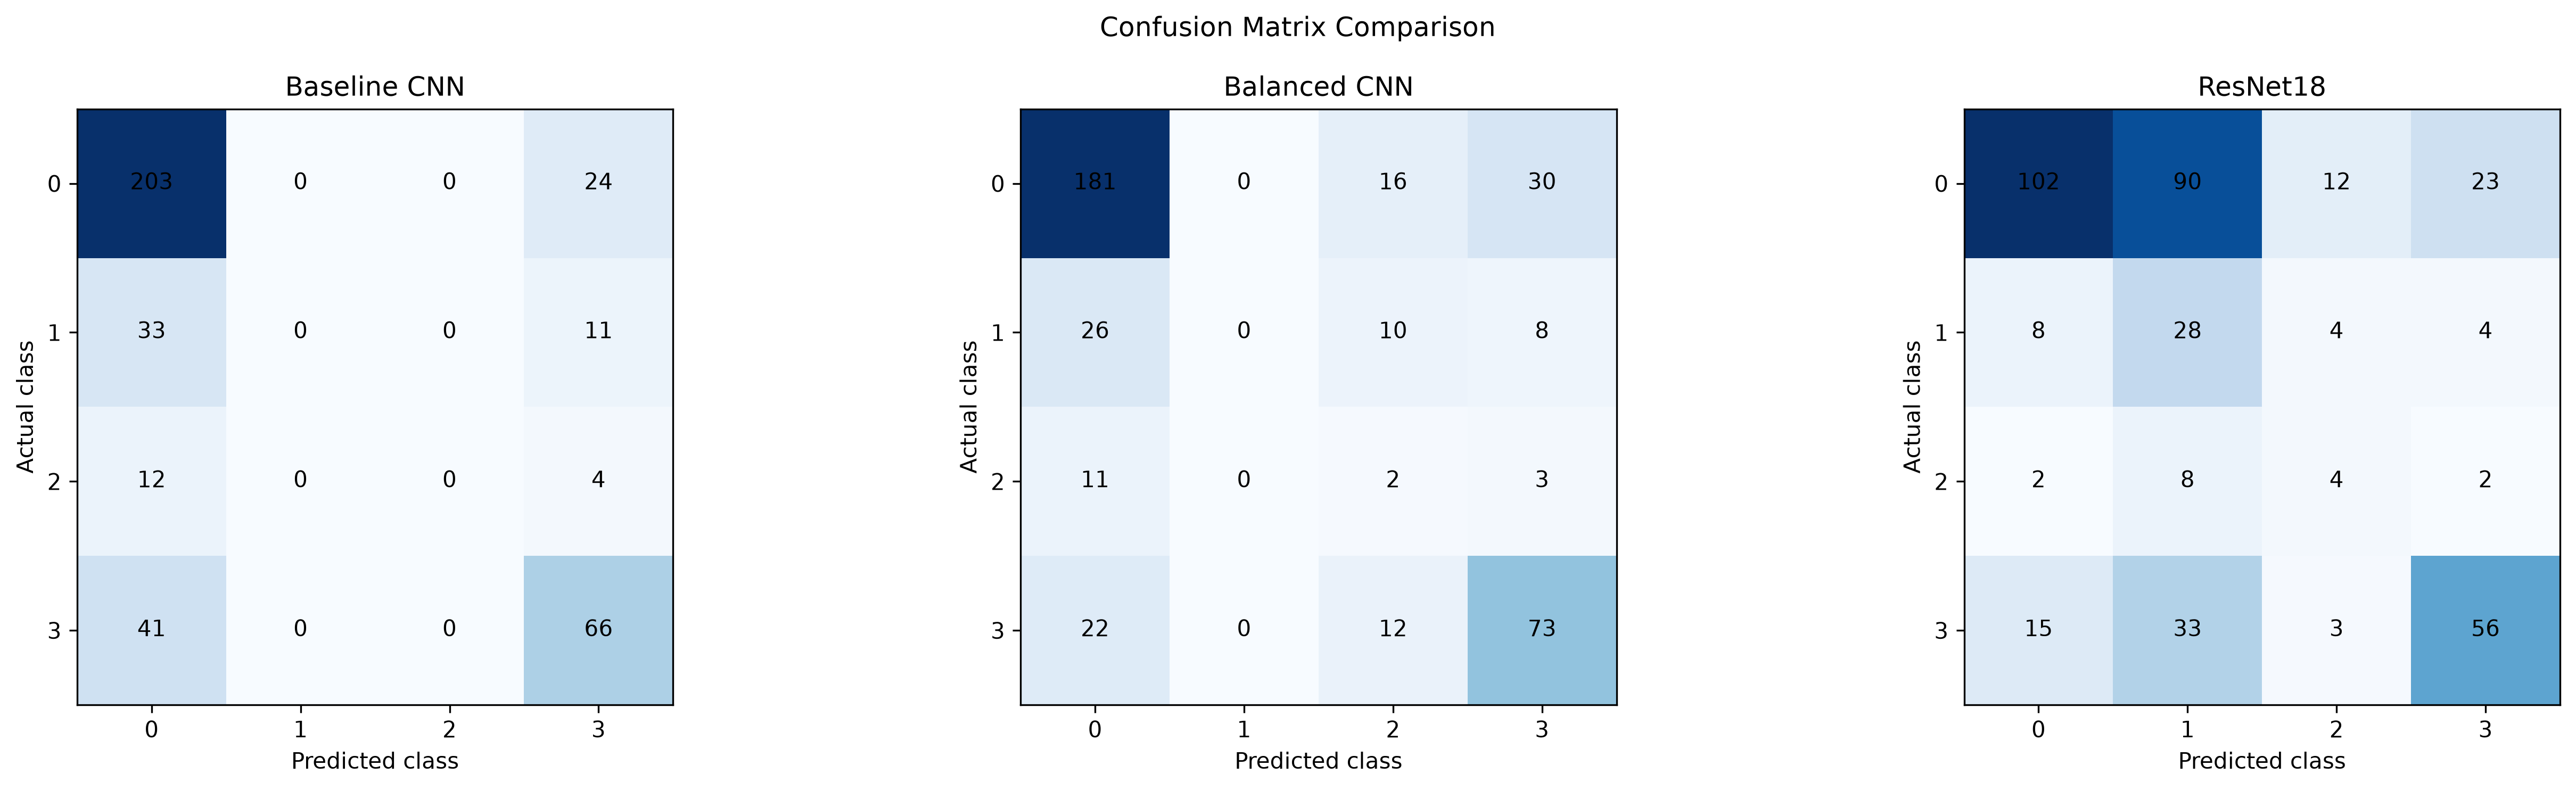 Confusion Matrix Comparison
Baseline CNN
Actual class
0 203 0 0 24
1 33 0 0 11
2 12 0 0 4
3 41 0 0 66
0 1 2 3
Predicted class
Balanced CNN
Actual class
0 181 0 16 30
1 26 0 10 8
2 11 0 2 3
3 22 0 12 73
0 1 2 3
Predicted class
ResNet18
Actual class
0 102 90 12 23
1 8 28 4 4
2 2 8 4 2
3 15 33 3 56
0 1 2 3
Predicted class